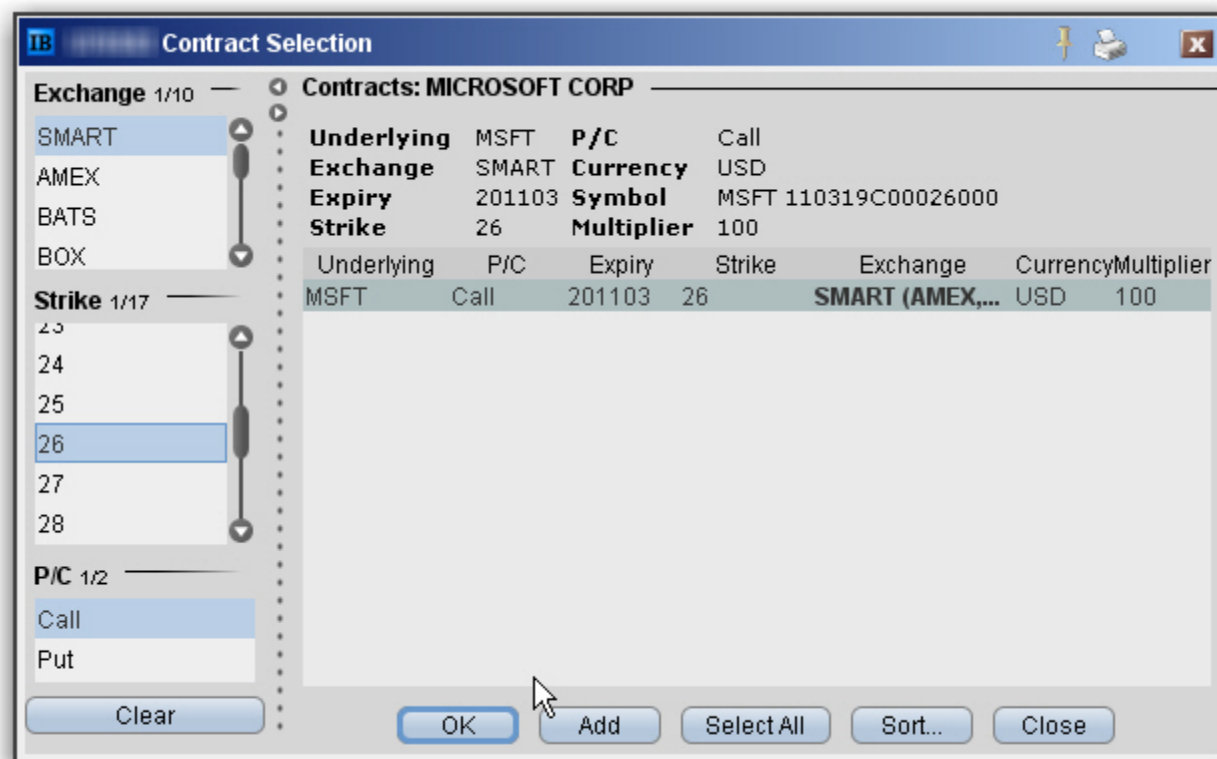 IB Contract Selection
Exchange 1/10
SMART
AMEX
BATS
BOX
Strike 1/17
23
24
25
26
27
28
P/C 1/2
Call
Put
Clear
Contracts: MICROSOFT CORP
Underlying MSFT P/C Call
Exchange SMART Currency USD
Expiry 201103 Symbol MSFT 110319C00026000
Strike 26 Multiplier 100
Underlying P/C Expiry Strike Exchange CurrencyMultiplier
MSFT Call 201103 26 SMART (AMEX,... USD 100
OK Add Select All Sort... Close